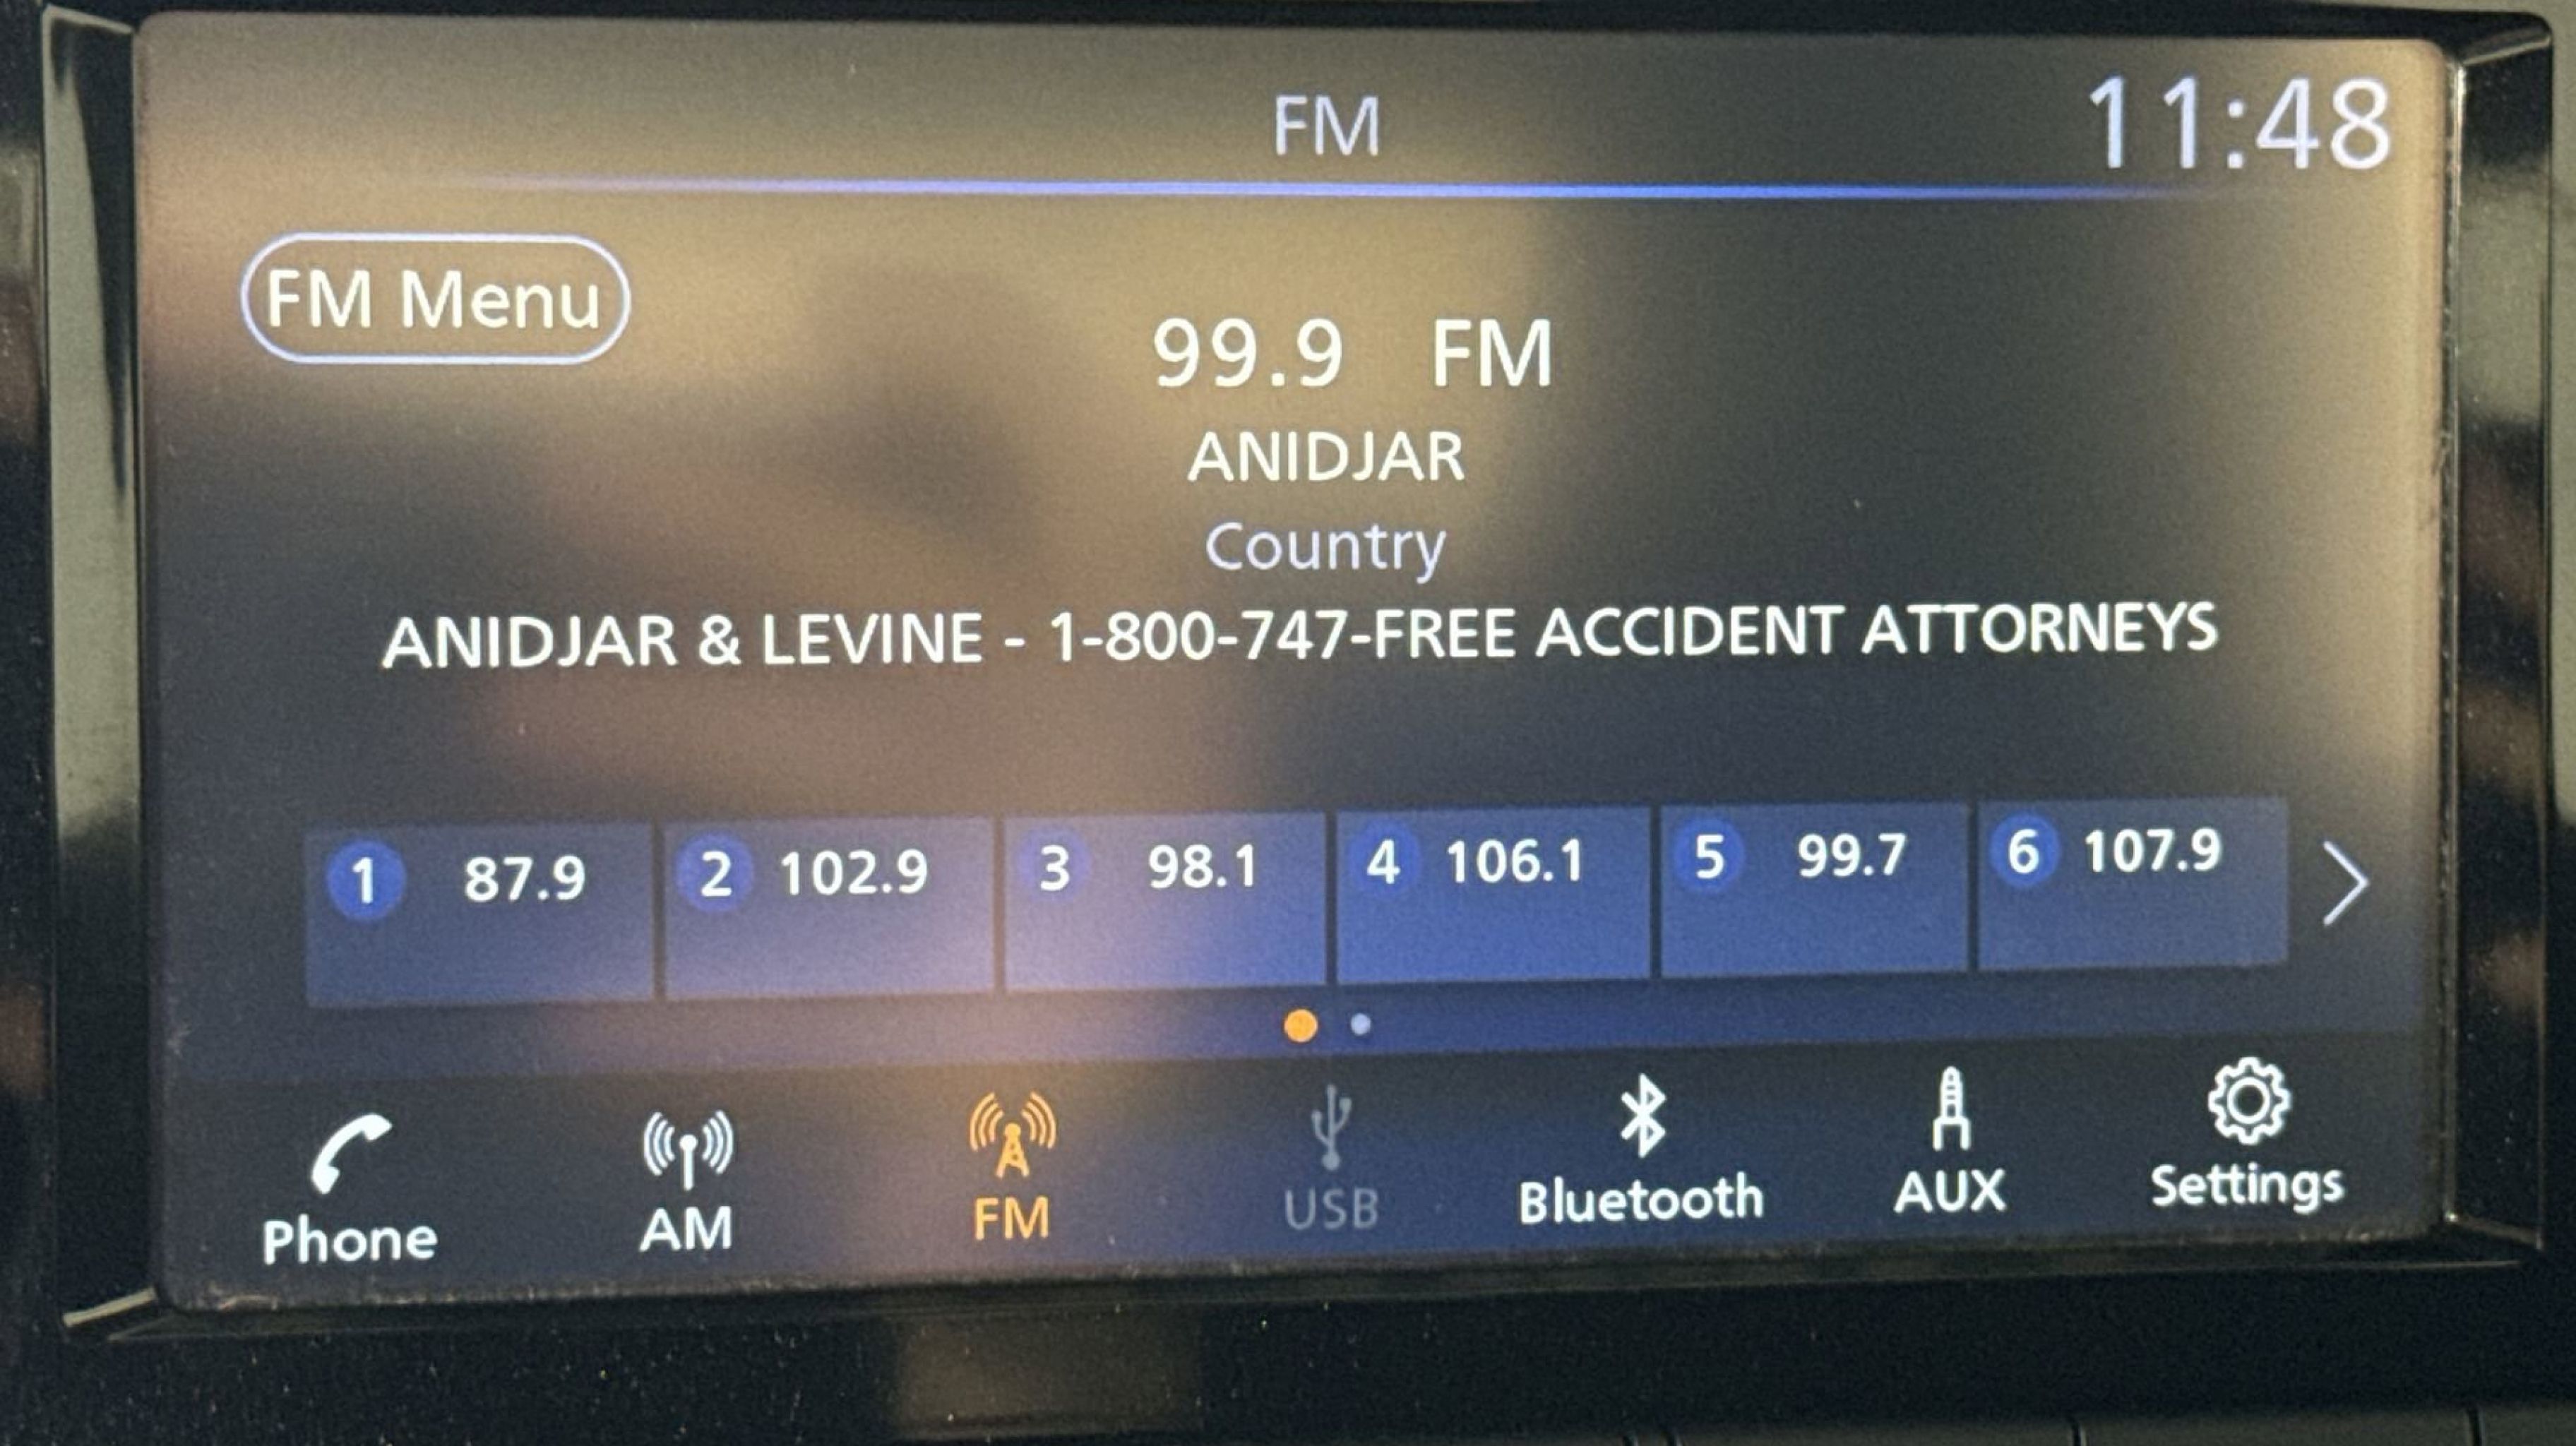 FM
11:48
FM Menu
99.9 FM
ANIDJAR
Country
ANIDJAR & LEVINE - 1-800-747-FREE ACCIDENT ATTORNEYS
1 87.9 2 102.9 3 98.1 4 106.1 5 99.7 6 107.9
Phone AM FM USB Bluetooth AUX Settings